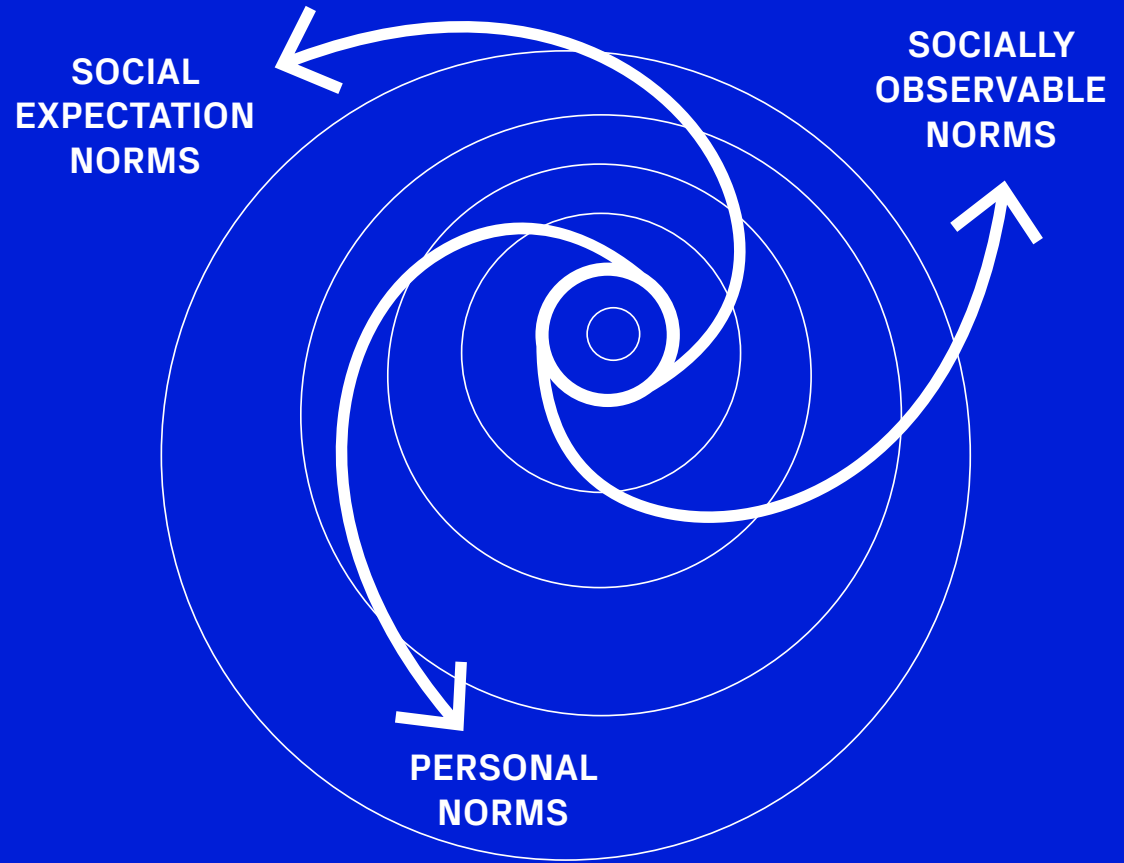 SOCIAL
EXPECTATION
NORMS
SOCIALLY
OBSERVABLE
NORMS
PERSONAL
NORMS